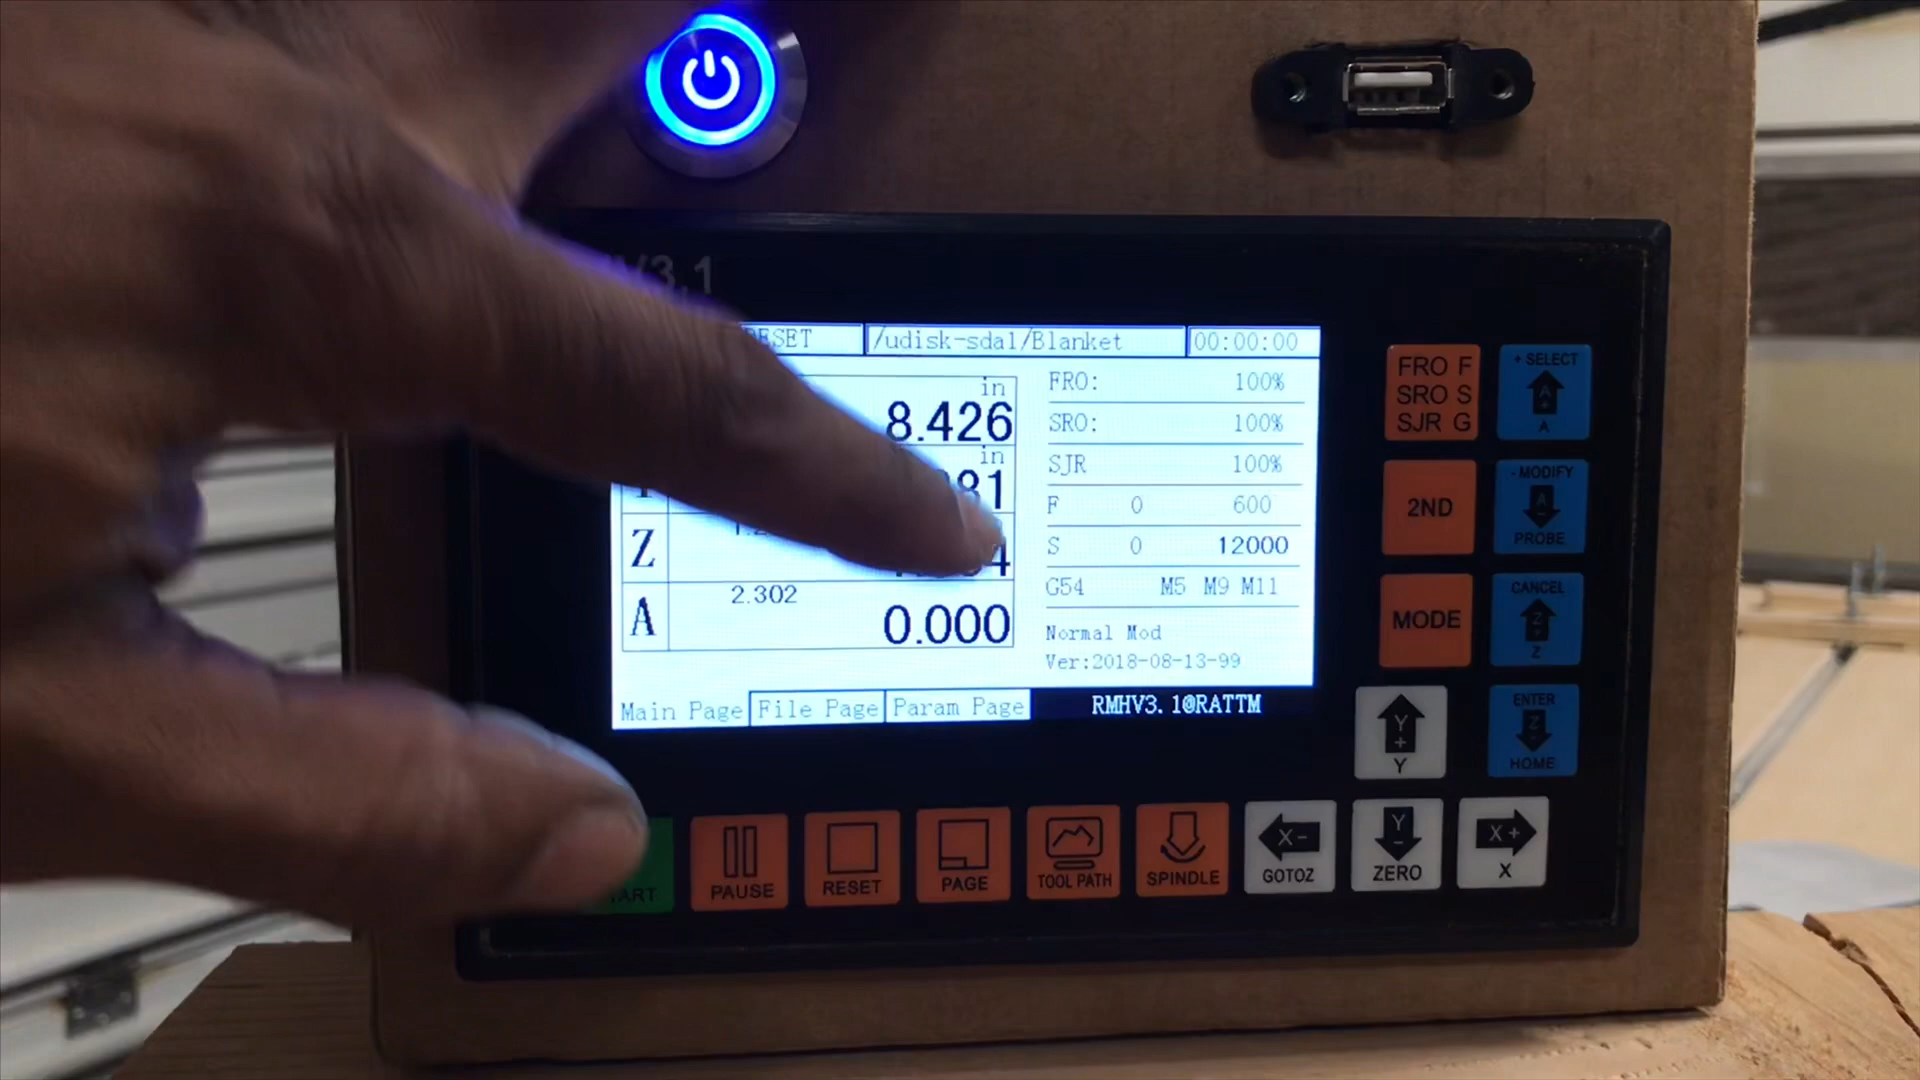 V3.1
RESET /udisk-sda1/Blanket 00:00:00
in
8.426
in
Z
2.302
A 0.000
FRO: 100%
SRO: 100%
SJR 100%
F 0 600
S 0 12000
G54 M5 M9 M11
Normal Mod
Ver:2018-08-13-99
Main Page File Page Param Page RMHV3.1@RATTM
FRO F
SRO S
SJR G
+ SELECT
A+
A
2ND
- MODIFY
A-
PROBE
MODE
CANCEL
Z+
Z
Y+
Y
ENTER
Z-
HOME
START
PAUSE
RESET
PAGE
TOOL PATH
SPINDLE
X-
GOTOZ
Y-
ZERO
X+
X